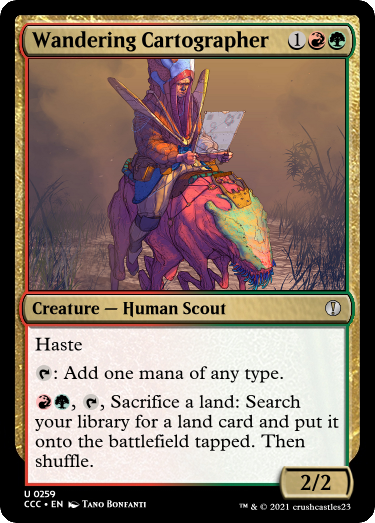 Wandering Cartographer 1
Creature — Human Scout
Haste
: Add one mana of any type.
, , Sacrifice a land: Search
your library for a land card and put it
onto the battlefield tapped. Then
shuffle.
2/2
U 0259
CCC • EN Tano Bonfanti
™ & © 2021 crushcastles23